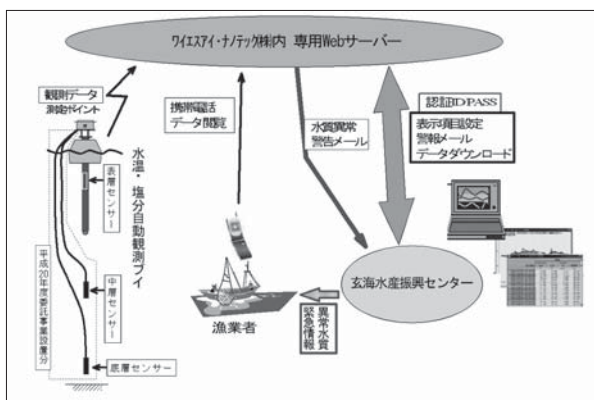 ワイエスアイ・ナノテック㈱内 専用Webサーバー
観測データ
測定ポイント
水温・塩分自動観測ブイ
表層センサー
中層センサー
底層センサー
平成20年度委託事業設置分
携帯電話
データ閲覧
水質異常
警告メール
認証ID/PASS
表示項目設定
警報メール
データダウンロード
玄海水産振興センター
異常水質
緊急情報
漁業者